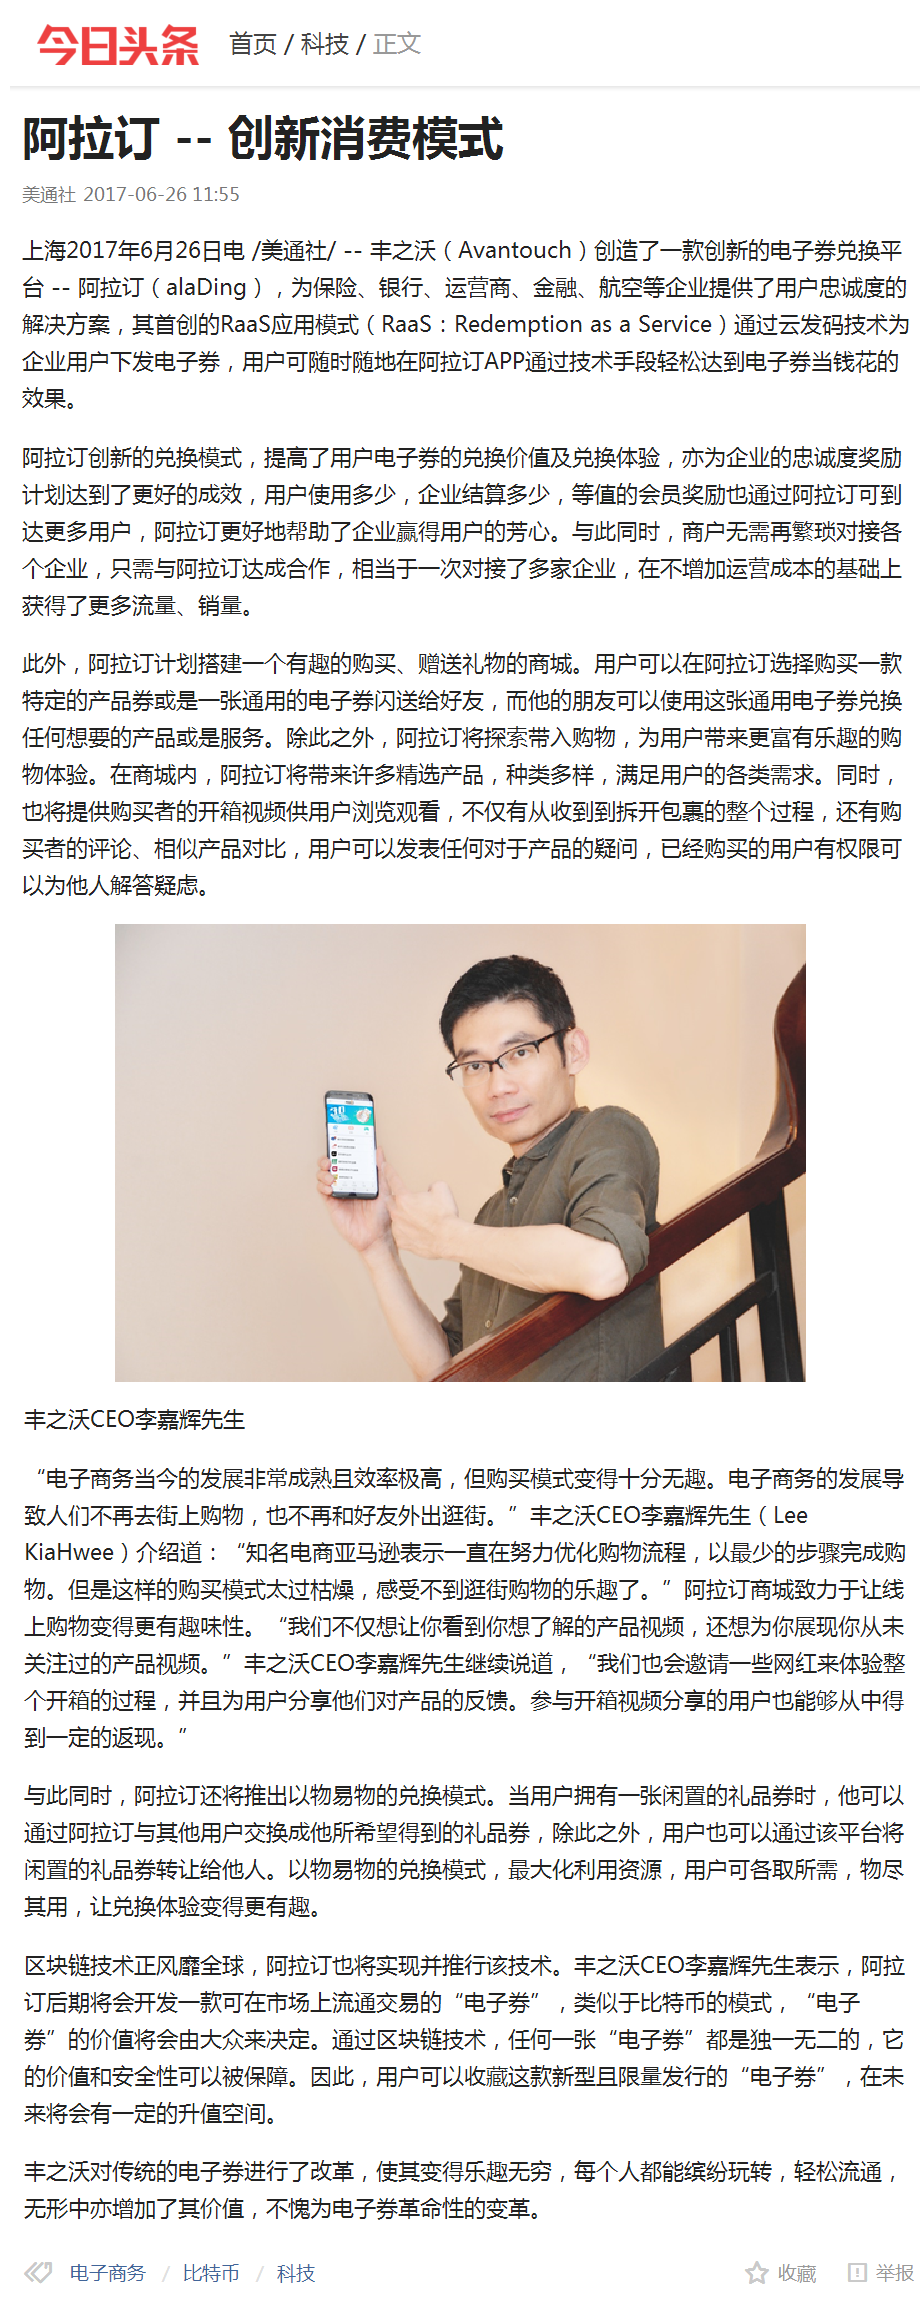 今日头条 首页 / 科技 / 正文
阿拉订 -- 创新消费模式
美通社 2017-06-26 11:55
上海2017年6月26日电 /美通社/ -- 丰之沃（Avantouch）创造了一款创新的电子券兑换平
台 -- 阿拉订（alaDing），为保险、银行、运营商、金融、航空等企业提供了用户忠诚度的
解决方案，其首创的RaaS应用模式（RaaS：Redemption as a Service）通过云发码技术为
企业用户下发电子券，用户可随时随地在阿拉订APP通过技术手段轻松达到电子券当钱花的
效果。
阿拉订创新的兑换模式，提高了用户电子券的兑换价值及兑换体验，亦为企业的忠诚度奖励
计划达到了更好的成效，用户使用多少，企业结算多少，等值的会员奖励也通过阿拉订可到
达更多用户，阿拉订更好地帮助了企业赢得用户的芳心。与此同时，商户无需再繁琐对接各
个企业，只需与阿拉订达成合作，相当于一次对接了多家企业，在不增加运营成本的基础上
获得了更多流量、销量。
此外，阿拉订计划搭建一个有趣的购买、赠送礼物的商城。用户可以在阿拉订选择购买一款
特定的产品券或是一张通用的电子券闪送给好友，而他的朋友可以使用这张通用电子券兑换
任何想要的产品或是服务。除此之外，阿拉订将探索带入购物，为用户带来更富有乐趣的购
物体验。在商城内，阿拉订将带来许多精选产品，种类多样，满足用户的各类需求。同时，
也将提供购买者的开箱视频供用户浏览观看，不仅有从收到到拆开包裹的整个过程，还有购
买者的评论、相似产品对比，用户可以发表任何对于产品的疑问，已经购买的用户有权限可
以为他人解答疑虑。
丰之沃CEO李嘉辉先生
“电子商务当今的发展非常成熟且效率极高，但购买模式变得十分无趣。电子商务的发展导
致人们不再去街上购物，也不再和好友外出逛街。”丰之沃CEO李嘉辉先生（Lee
KiaHwee）介绍道：“知名电商亚马逊表示一直在努力优化购物流程，以最少的步骤完成购
物。但是这样的购买模式太过枯燥，感受不到逛街购物的乐趣了。”阿拉订商城致力于让线
上购物变得更有趣味性。“我们不仅想让你看到你想了解的产品视频，还想为你展现你从未
关注过的产品视频。”丰之沃CEO李嘉辉先生继续说道，“我们也会邀请一些网红来体验整
个开箱的过程，并且为用户分享他们对产品的反馈。参与开箱视频分享的用户也能够从中得
到一定的返现。”
与此同时，阿拉订还将推出以物易物的兑换模式。当用户拥有一张闲置的礼品券时，他可以
通过阿拉订与其他用户交换成他所希望得到的礼品券，除此之外，用户也可以通过该平台将
闲置的礼品券转让给他人。以物易物的兑换模式，最大化利用资源，用户可各取所需，物尽
其用，让兑换体验变得更有趣。
区块链技术正风靡全球，阿拉订也将实现并推行该技术。丰之沃CEO李嘉辉先生表示，阿拉
订后期将会开发一款可在市场上流通交易的“电子券”，类似于比特币的模式，“电子
券”的价值将会由大众来决定。通过区块链技术，任何一张“电子券”都是独一无二的，它
的价值和安全性可以被保障。因此，用户可以收藏这款新型且限量发行的“电子券”，在未
来将会有一定的升值空间。
丰之沃对传统的电子券进行了改革，使其变得乐趣无穷，每个人都能缤纷玩转，轻松流通，
无形中亦增加了其价值，不愧为电子券革命性的变革。
电子商务 / 比特币 / 科技 收藏 举报